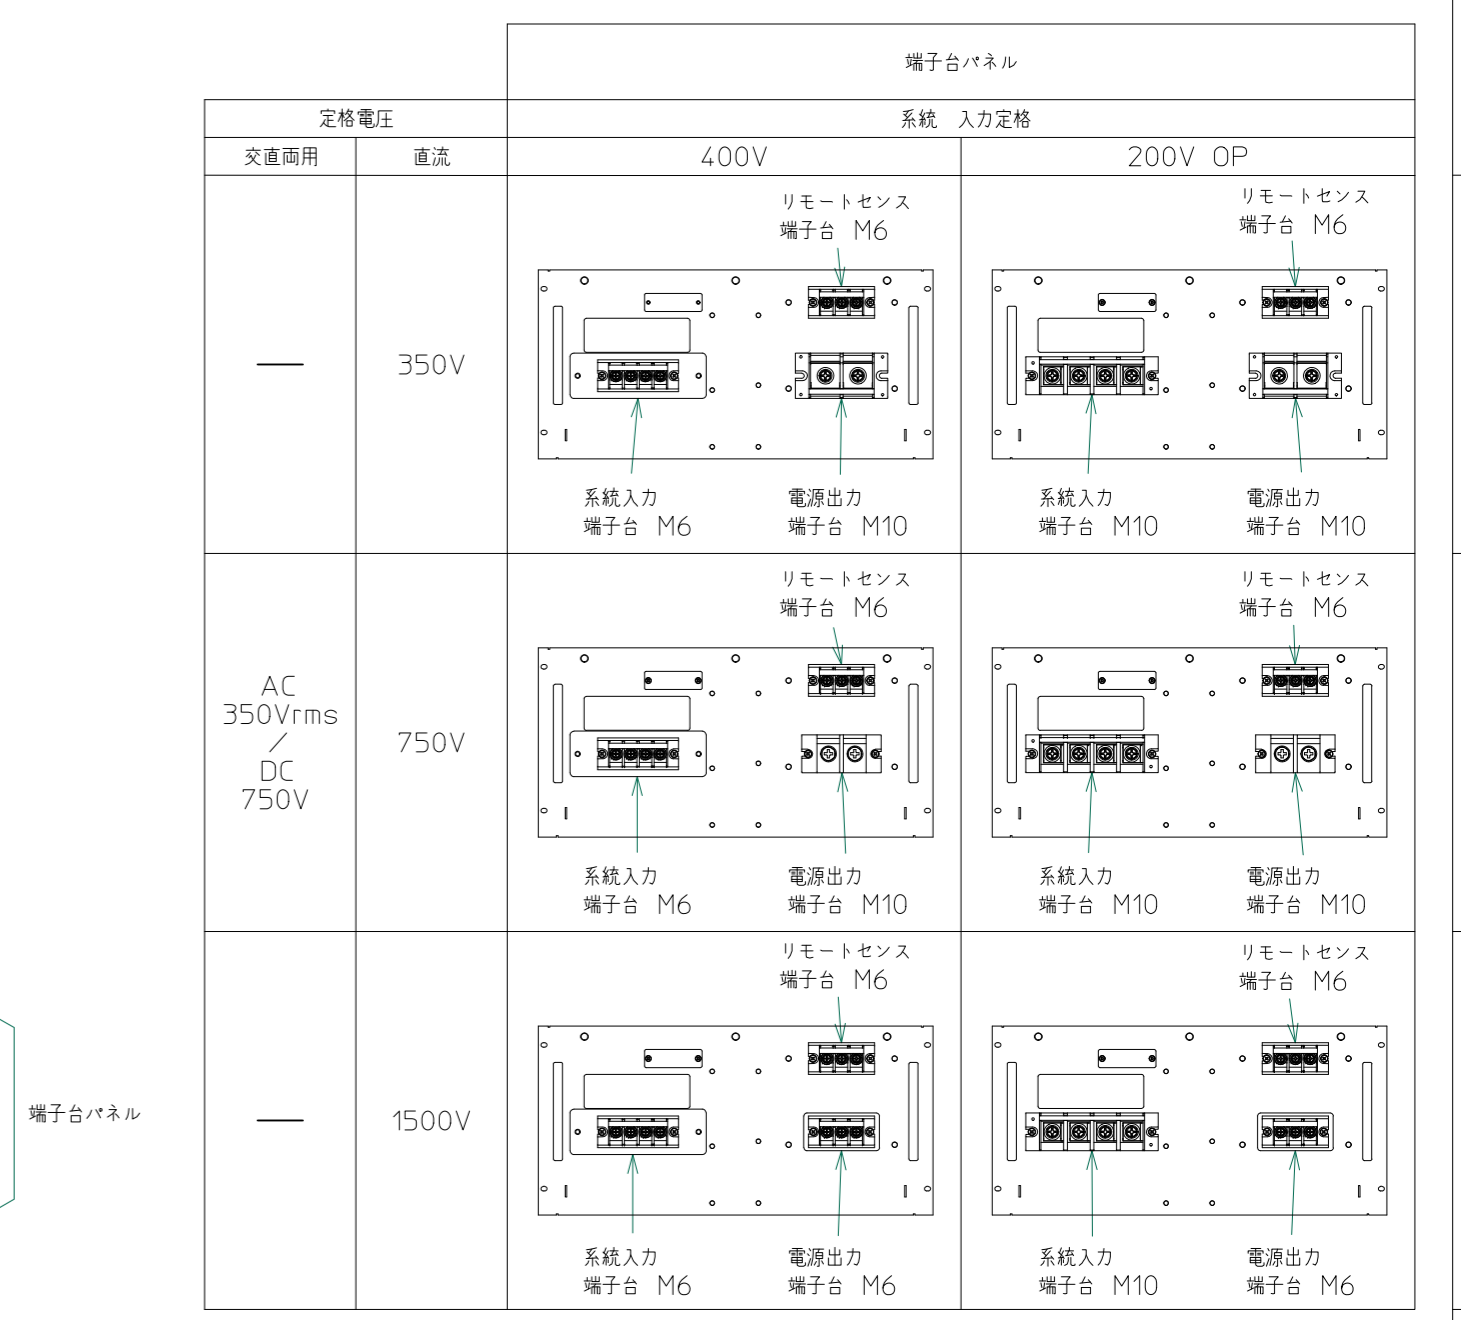 端子台パネル
定格電圧
系統 入力定格
交直両用
直流
400V
200V OP
リモートセンス
端子台 M6
リモートセンス
端子台 M6
—
350V
系統入力
端子台 M6
電源出力
端子台 M10
系統入力
端子台 M10
電源出力
端子台 M10
リモートセンス
端子台 M6
リモートセンス
端子台 M6
AC
350Vrms
/
DC
750V
750V
系統入力
端子台 M6
電源出力
端子台 M10
系統入力
端子台 M10
電源出力
端子台 M10
リモートセンス
端子台 M6
リモートセンス
端子台 M6
端子台パネル
—
1500V
系統入力
端子台 M6
電源出力
端子台 M6
系統入力
端子台 M10
電源出力
端子台 M6